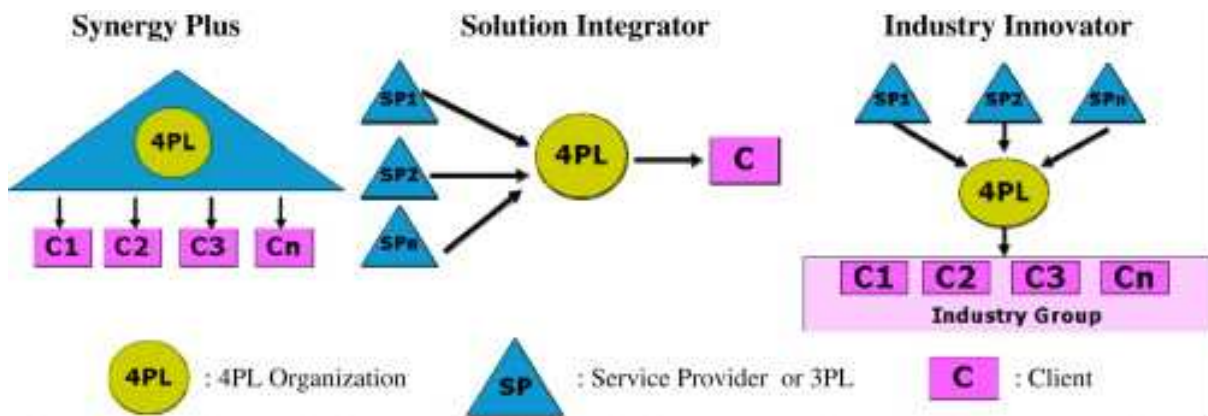 Synergy Plus
4PL
C1 C2 C3 Cn
Solution Integrator
SP1
SP2
SPn
4PL
C
Industry Innovator
SP1 SP2 SPn
4PL
C1 C2 C3 Cn
Industry Group
4PL : 4PL Organization
SP : Service Provider or 3PL
C : Client